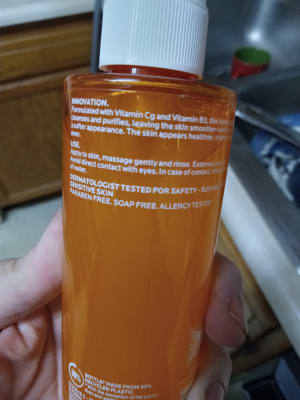 INNOVATION.
Formulated with Vitamin Cg and Vitamin B3, this
cleanses and purifies, leaving the skin smoother
a softer appearance. The skin appears healthier,
even.
USE.
Apply to skin, massage gently and rinse. External
Avoid direct contact with eyes. In case of contact,
of water.
DERMATOLOGIST TESTED FOR SAFETY -
SENSITIVE SKIN
PARABEN FREE. SOAP FREE. ALLERGY TESTED
BOTTLE* MADE FROM
RECYCLED PLASTIC.